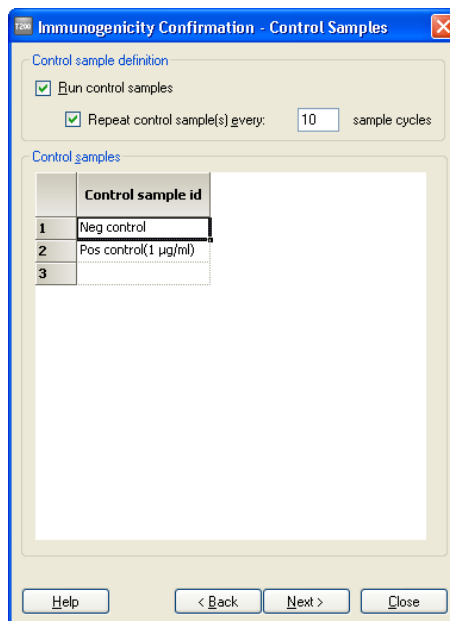 T200 Immunogenicity Confirmation - Control Samples
Control sample definition
Run control samples
Repeat control sample(s) every: 10 sample cycles
Control samples
Control sample id
1 Neg control
2 Pos control(1 µg/ml)
3
Help < Back Next > Close